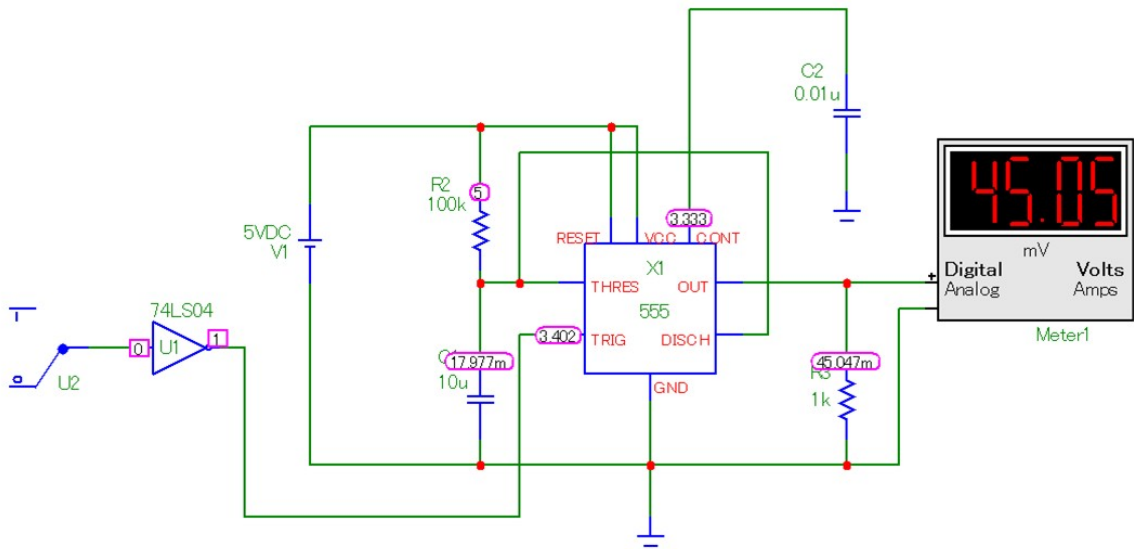 C2
0.01u
R2
100k
5
5VDC
V1
3.333
RESET
VCC
CONT
X1
THRES
OUT
555
3.402
TRIG
DISCH
GND
74LS04
0
U1
1
U2
17.977m
10u
45.047m
R3
1k
45.05
mV
Digital
Volts
Analog
Amps
+
Meter1